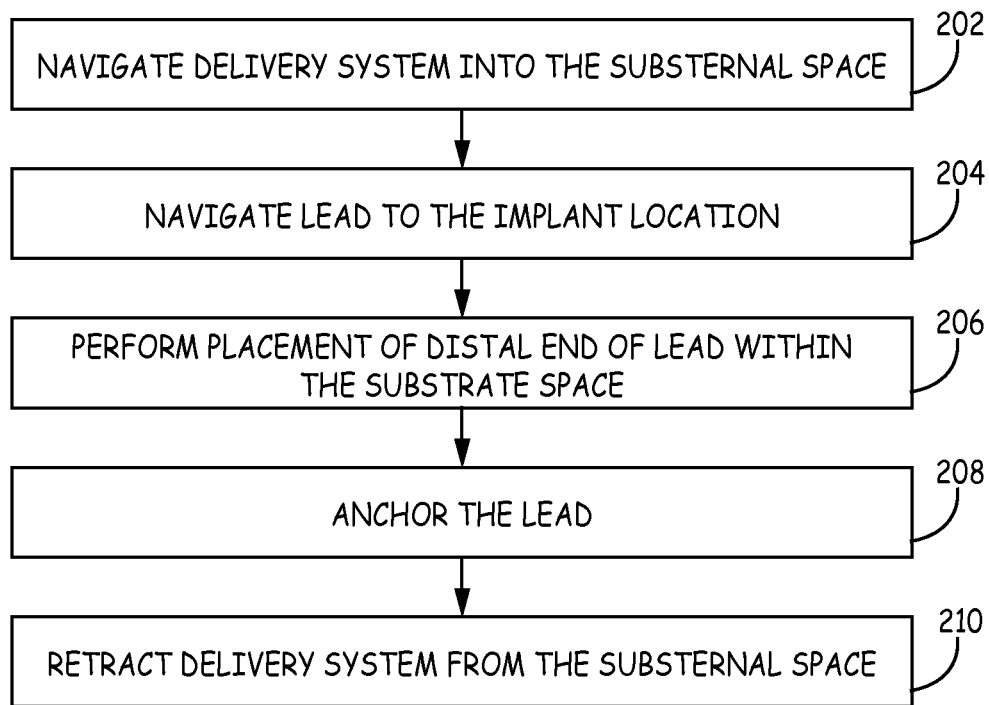 202
NAVIGATE DELIVERY SYSTEM INTO THE SUBSTERNAL SPACE
204
NAVIGATE LEAD TO THE IMPLANT LOCATION
206
PERFORM PLACEMENT OF DISTAL END OF LEAD WITHIN
THE SUBSTRATE SPACE
208
ANCHOR THE LEAD
210
RETRACT DELIVERY SYSTEM FROM THE SUBSTERNAL SPACE